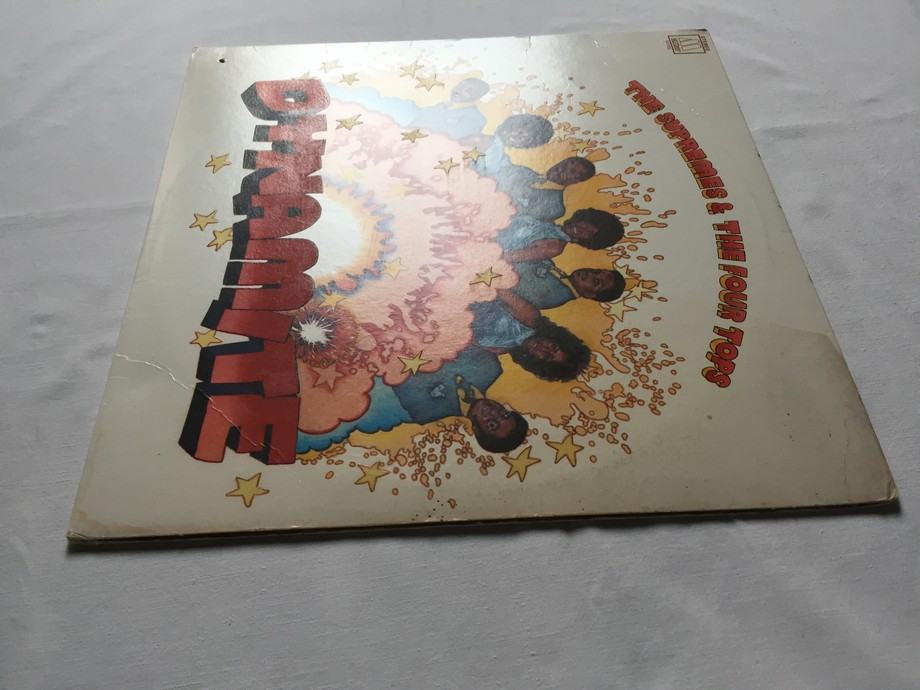 THE SUPREMES & THE FOUR TOPS
DYNAMITE